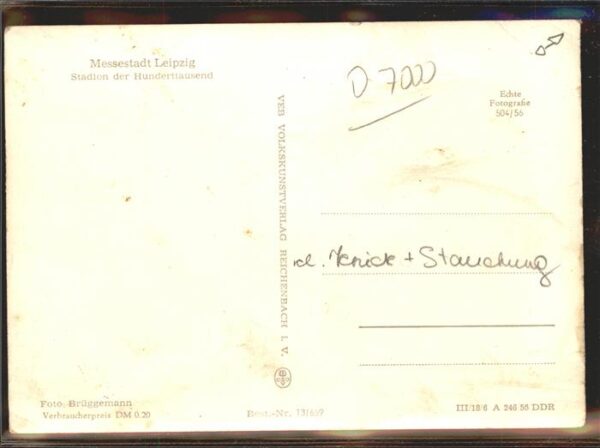 Messestadt Leipzig
Stadion der Hunderttausend
D 7000
Echte
Fotografie
504/56
VEB VOLKSKUNSTVERLAG REICHENBACH I. V.
kl. Knick + Stauchung
Foto: Brüggemann
Verbraucherpreis DM 0.20
Best.-Nr. 13/659
III/18/6 A 246 56 DDR